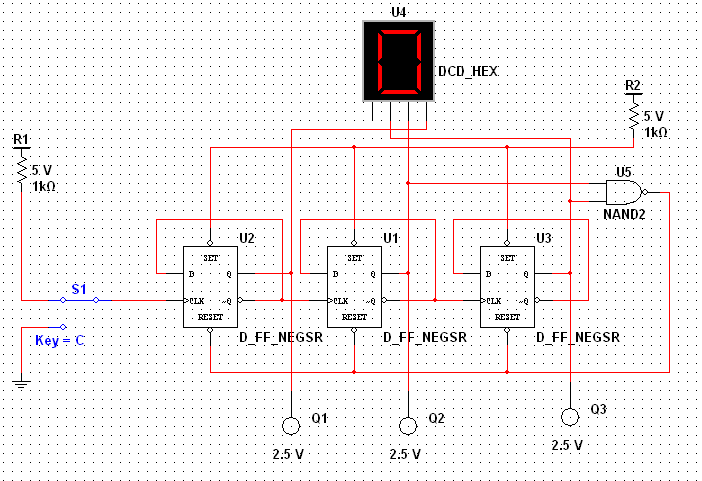 U4
DCD_HEX
R2
5 V
1kΩ
R1
5 V
1kΩ
U5
NAND2
U2
SET
D Q
CLK ~Q
RESET
D_FF_NEGSR
U1
SET
D Q
CLK ~Q
RESET
D_FF_NEGSR
U3
SET
D Q
CLK ~Q
RESET
D_FF_NEGSR
S1
Key = C
Q1
2.5 V
Q2
2.5 V
Q3
2.5 V
0